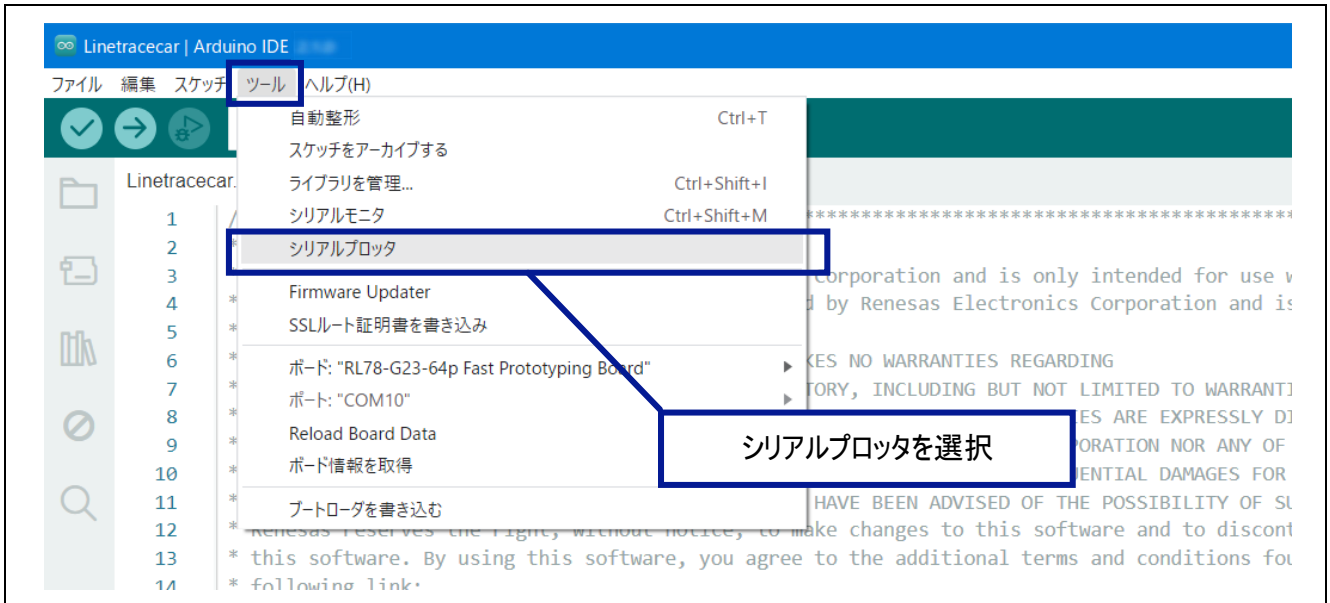 Linetracecar | Arduino IDE
ファイル 編集 スケッチ ツール ヘルプ(H)
自動整形 Ctrl+T
スケッチをアーカイブする
Linetracecar.
ライブラリを管理... Ctrl+Shift+I
1 /
シリアルモニタ Ctrl+Shift+M
****************************************************
2 *
シリアルプロッタ
3 Corporation and is only intended for use
Firmware Updater
4 * by Renesas Electronics Corporation and is
SSLルート証明書を書き込み
5 *
6 * NO WARRANTIES REGARDING
ボード: "RL78-G23-64p Fast Prototyping Board"
7 * LIMITED TO INCLUDING BUT NOT
ポート: "COM10"
8 * ARE EXPRESSLY
Reload Board Data
シリアルプロッタを選択
9 * NOR ANY OF
ボード情報を取得
10 * DAMAGES FOR
11 * HAVE BEEN ADVISED OF THE POSSIBILITY OF
ブートローダを書き込む
12 * Renesas reserves the right, without notice, to make changes to this software and to
13 * this software. By using this software, you agree to the additional terms and conditions
14 * following link: